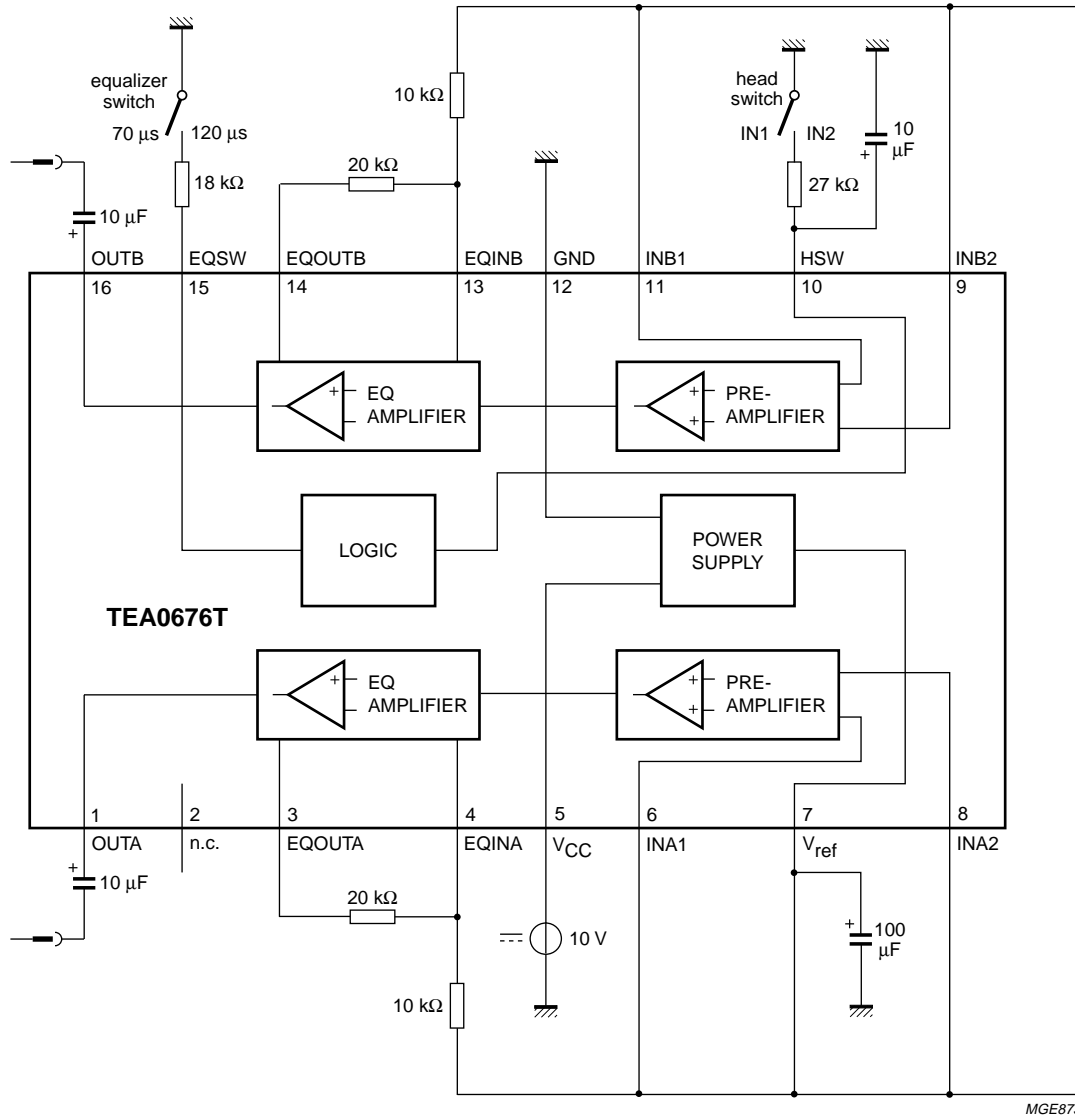 equalizer
switch
70 μs
120 μs
10 kΩ
head
switch
IN1
IN2
10
μF
+
20 kΩ
18 kΩ
27 kΩ
10 μF
+
OUTB
EQSW
EQOUTB
EQINB
GND
INB1
HSW
INB2
16
15
14
13
12
11
10
9
+
EQ
AMPLIFIER
+
+
PRE-
AMPLIFIER
LOGIC
POWER
SUPPLY
TEA0676T
+
EQ
AMPLIFIER
+
+
PRE-
AMPLIFIER
1
2
3
4
5
6
7
8
OUTA
n.c.
EQOUTA
EQINA
VCC
INA1
Vref
INA2
+
10 μF
20 kΩ
10 V
+
100
μF
10 kΩ